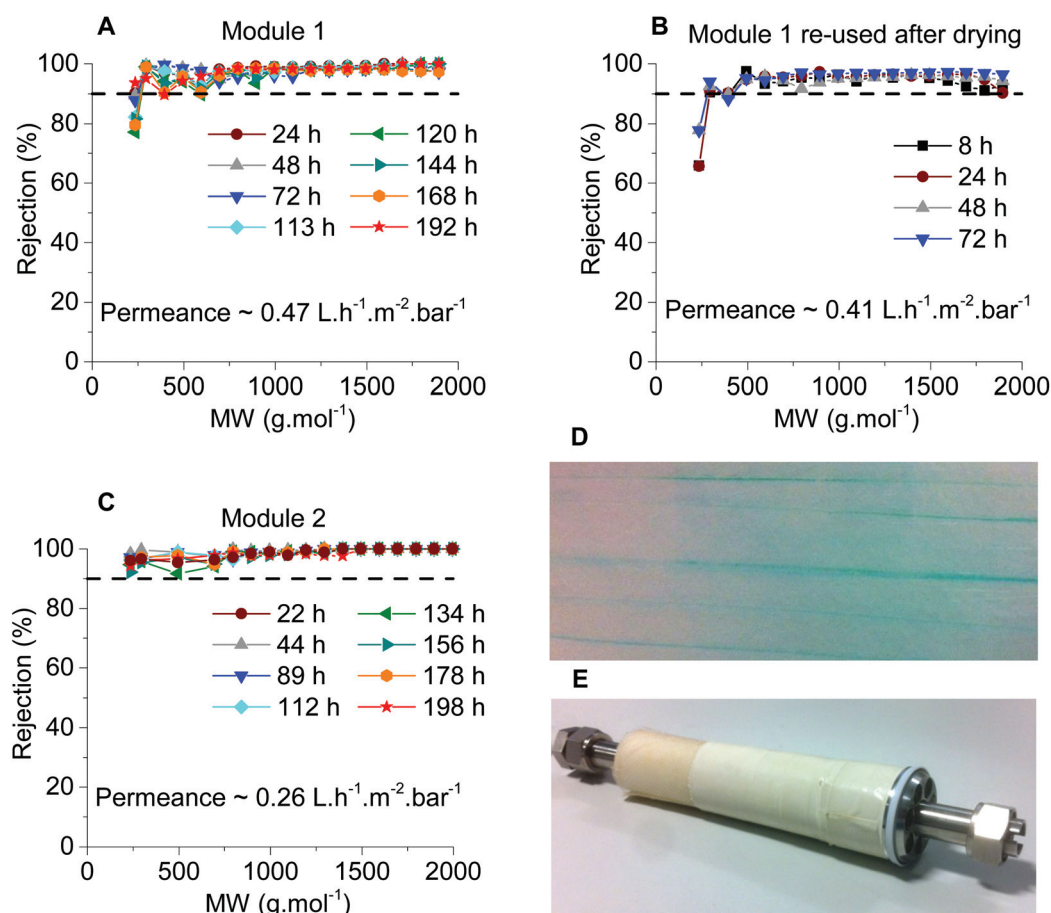 A
Module 1
Rejection (%)
100
80
60
40
20
0
24 h
48 h
72 h
113 h
120 h
144 h
168 h
192 h
Permeance ~ 0.47 L.h⁻¹.m⁻².bar⁻¹
0 500 1000 1500 2000
MW (g.mol⁻¹)
B
Module 1 re-used after drying
Rejection (%)
100
80
60
40
20
0
8 h
24 h
48 h
72 h
Permeance ~ 0.41 L.h⁻¹.m⁻².bar⁻¹
0 500 1000 1500 2000
MW (g.mol⁻¹)
C
Module 2
Rejection (%)
100
80
60
40
20
0
22 h
44 h
89 h
112 h
134 h
156 h
178 h
198 h
Permeance ~ 0.26 L.h⁻¹.m⁻².bar⁻¹
0 500 1000 1500 2000
MW (g.mol⁻¹)
D
E